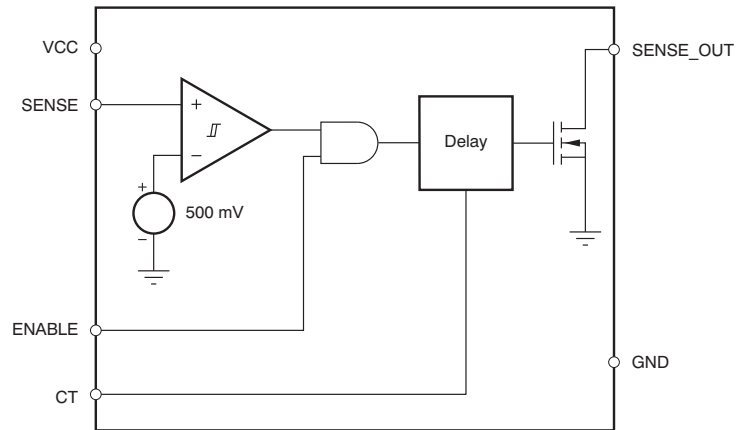 VCC
SENSE_OUT
SENSE
+
−
Delay
+
500 mV
−
ENABLE
GND
CT